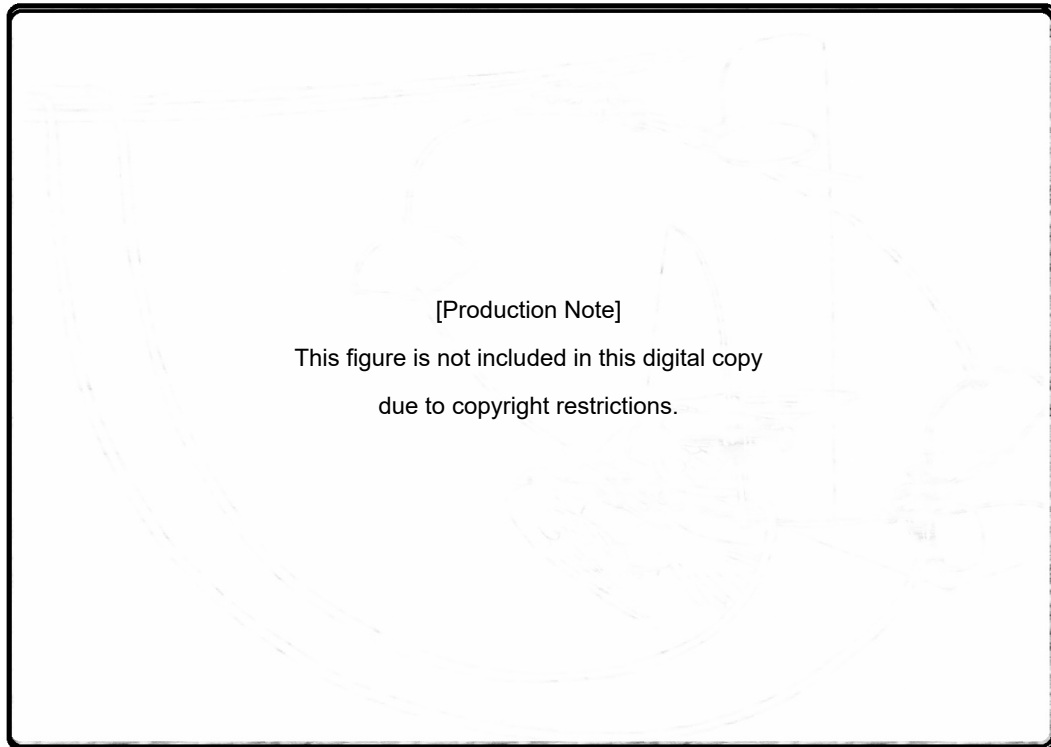 [Production Note]
This figure is not included in this digital copy
due to copyright restrictions.